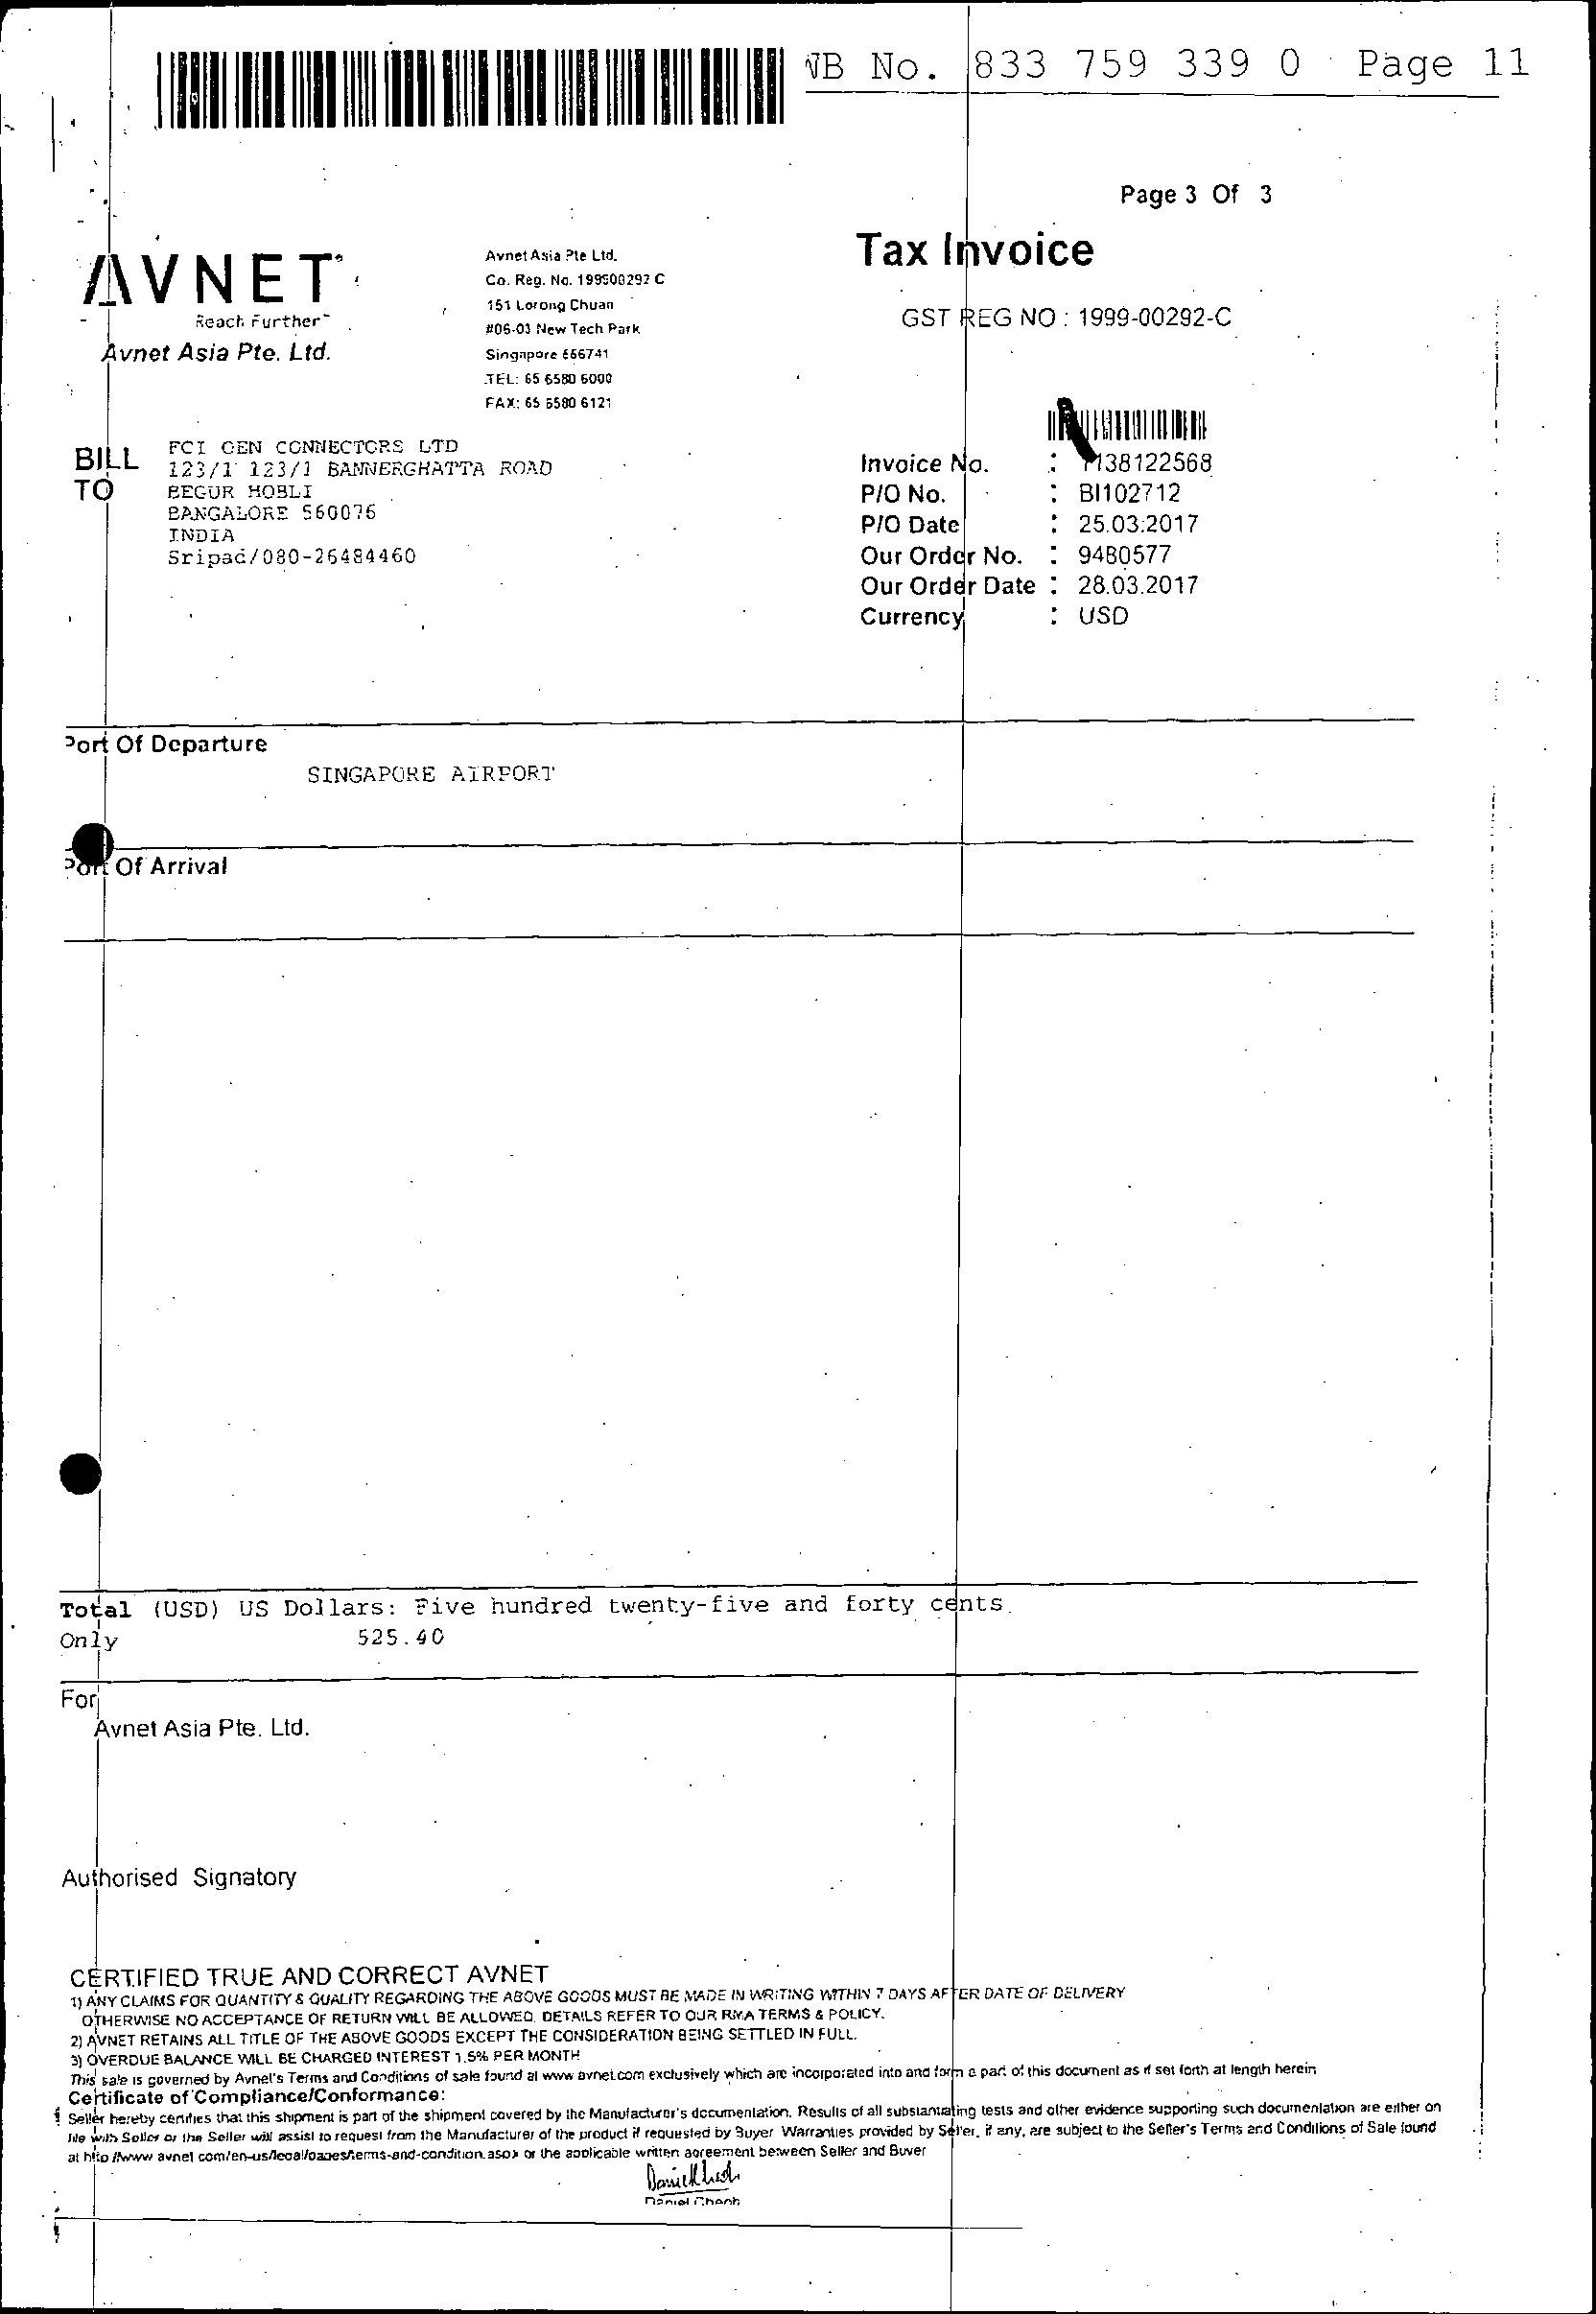 NB No. 833 759 339 0 Page 11
Page 3 Of 3
Tax Invoice
GST REG NO : 1999-00292-C
AVNET
Reach Further™
Avnet Asia Pte. Ltd.
Avnet Asia Pte Ltd.
Co. Reg. No. 199900292 C
151 Lorong Chuan
#06-03 New Tech Park
Singapore 556741
TEL: 65 6580 6000
FAX: 65 6580 6121
BILL TO
FCI OEN CONNECTORS LTD
123/1 123/1 BANNERGHATTA ROAD
BEGUR HOBLI
BANGALORE 560076
INDIA
Sripad/080-26484460
Invoice No. : 1138122568
P/O No. : BI102712
P/O Date : 25.03.2017
Our Order No. : 9480577
Our Order Date : 28.03.2017
Currency : USD
Port Of Departure
SINGAPORE AIRPORT
Port Of Arrival
Total (USD) US Dollars: Five hundred twenty-five and forty cents
Only 525.40
For
Avnet Asia Pte. Ltd.
Authorised Signatory
CERTIFIED TRUE AND CORRECT AVNET
1) ANY CLAIMS FOR QUANTITY & QUALITY REGARDING THE ABOVE GOODS MUST BE MADE IN WRITING WITHIN 7 DAYS AFTER DATE OF DELIVERY
OTHERWISE NO ACCEPTANCE OF RETURN WILL BE ALLOWED. DETAILS REFER TO OUR RMA TERMS & POLICY.
2) AVNET RETAINS ALL TITLE OF THE ABOVE GOODS EXCEPT THE CONSIDERATION BEING SETTLED IN FULL.
3) OVERDUE BALANCE WILL BE CHARGED INTEREST 1.5% PER MONTH
This sale is governed by Avnet's Terms and Conditions of sale found at www avnet.com exclusively which are incorporated into and form a part of this document as if set forth at length herein
Certificate of Compliance/Conformance:
Seller hereby certifies that this shipment is part of the shipment covered by the Manufacturer's documentation. Results of all substantiating tests and other evidence supporting such documentation are either on
file with Seller or the Seller will assist to request from the Manufacturer of the product if requested by Buyer Warranties provided by Seller, if any, are subject to the Seller's Terms and Conditions of Sale found
at http //www avnet com/en-us/legal/pages/terms-and-condition.aspx or the applicable written agreement between Seller and Buyer
Daniel Cheoh